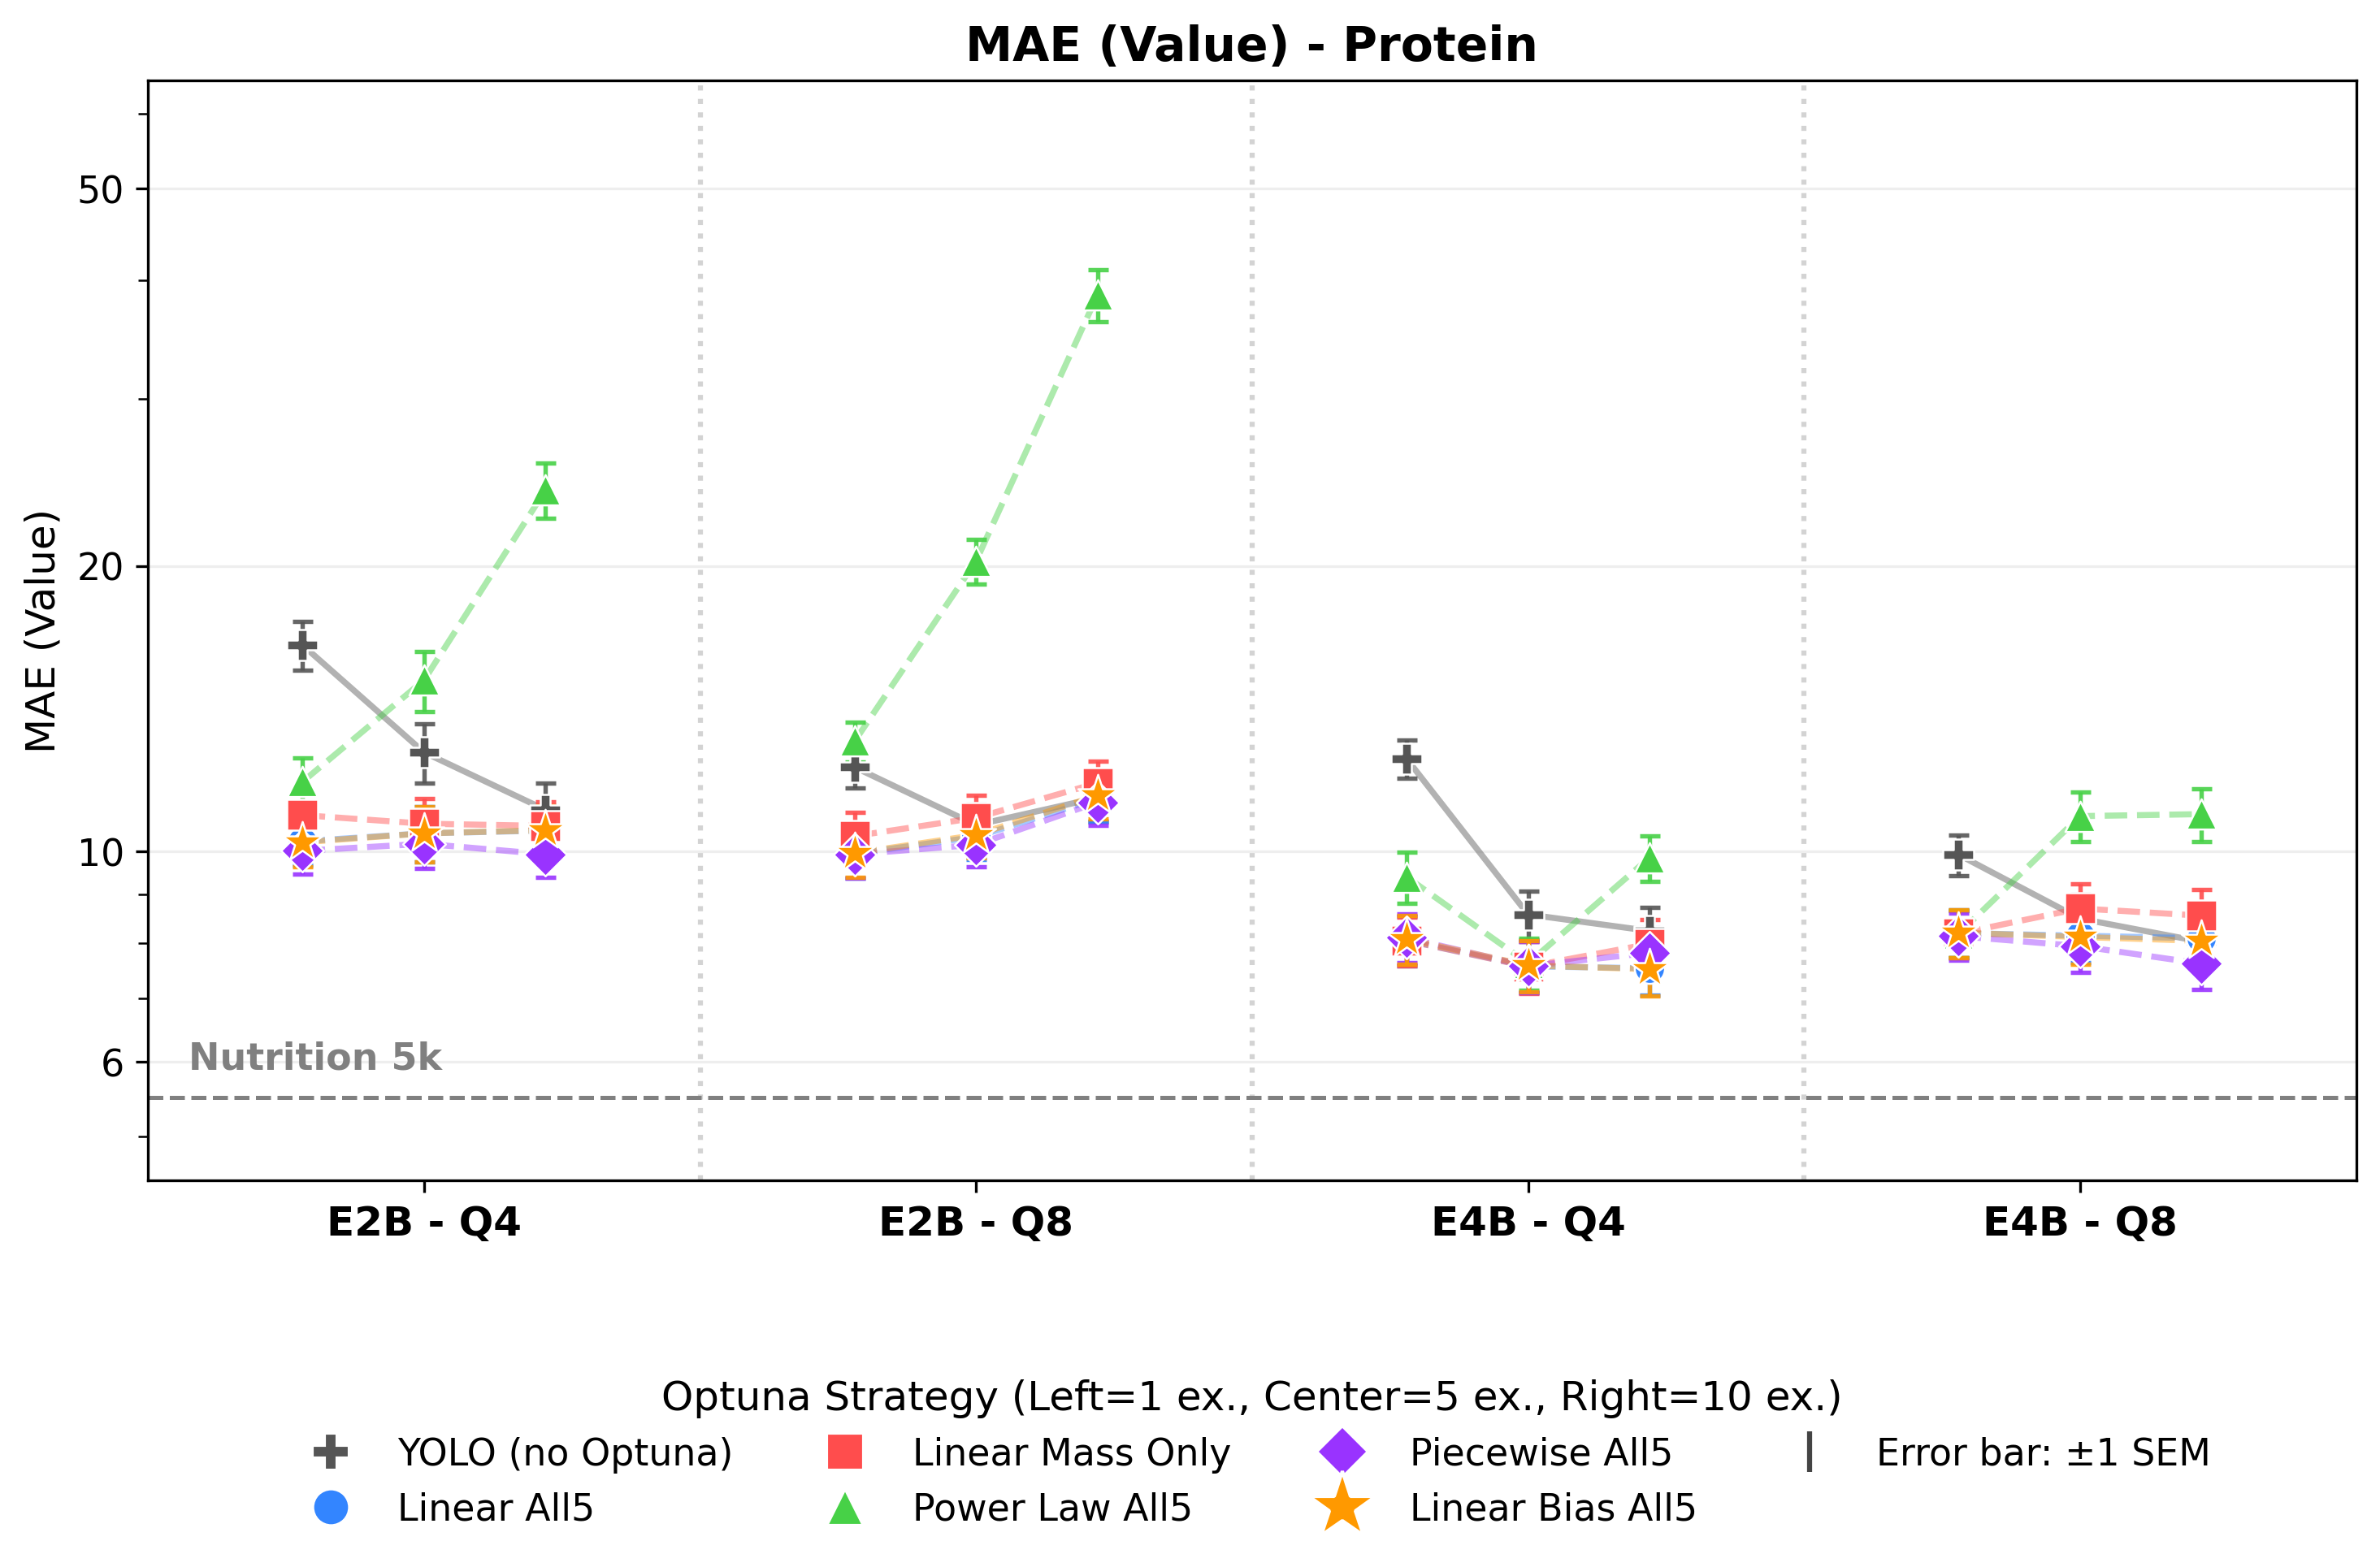 MAE (Value) - Protein
MAE (Value)
50
20
10
6
Nutrition 5k
E2B - Q4
E2B - Q8
E4B - Q4
E4B - Q8
Optuna Strategy (Left=1 ex., Center=5 ex., Right=10 ex.)
YOLO (no Optuna)
Linear Mass Only
Piecewise All5
Error bar: ±1 SEM
Linear All5
Power Law All5
Linear Bias All5